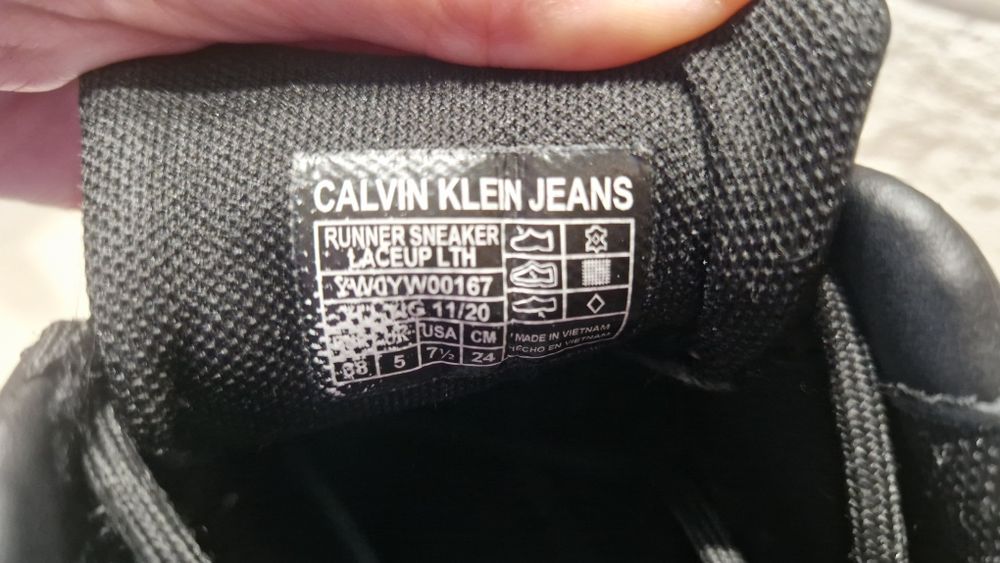 CALVIN KLEIN JEANS
RUNNER SNEAKER
LACEUP LTH
YW0YW00167
11/20
USA CM
38 5 7½ 24
MADE IN VIETNAM
HECHO EN VIETNAM